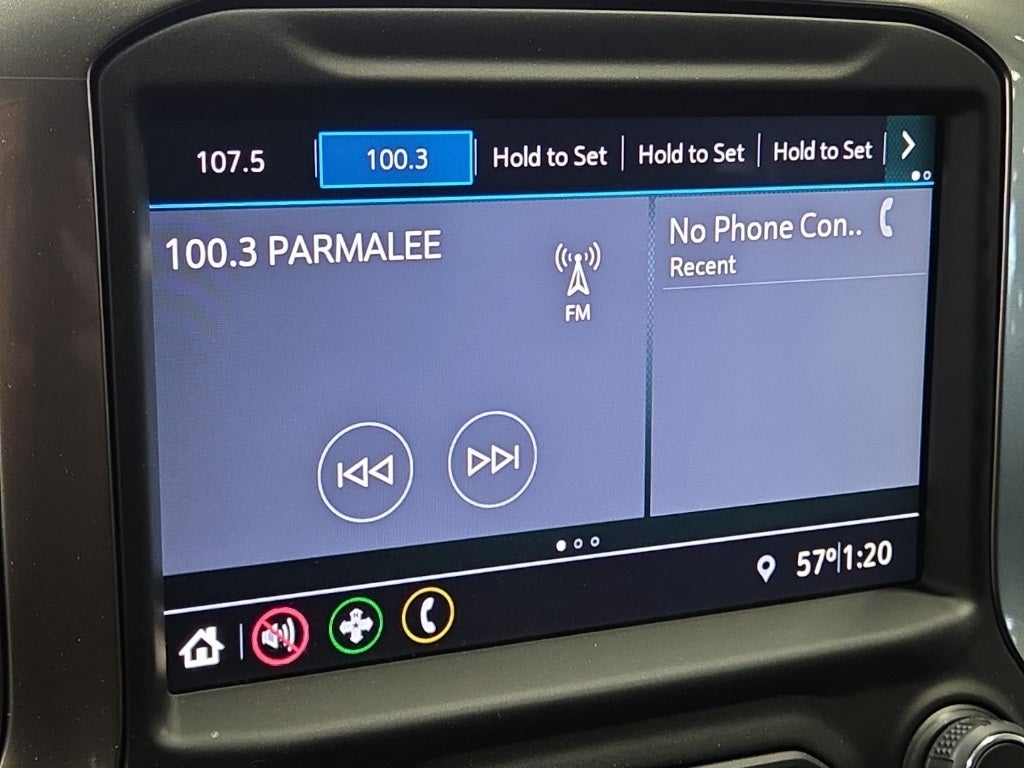 107.5 100.3 Hold to Set Hold to Set Hold to Set
100.3 PARMALEE
FM
No Phone Con..
Recent
57° 1:20